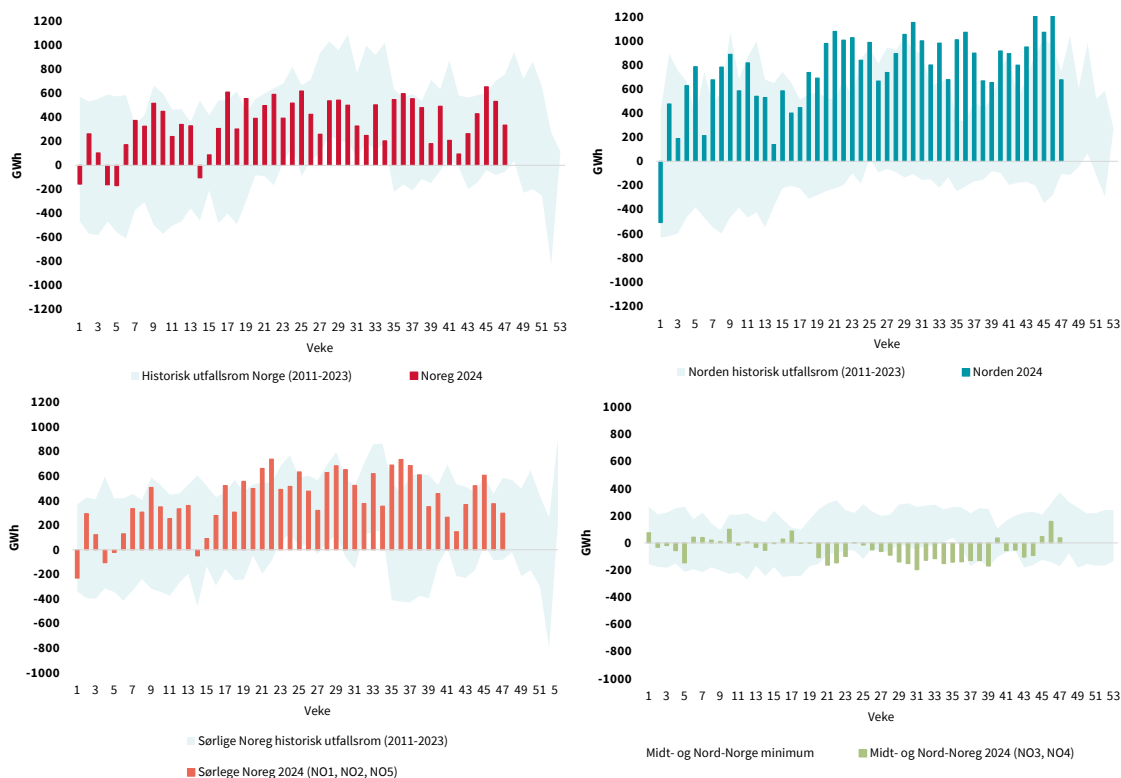 1200
1000
800
600
400
200
0
-200
-400
-600
-800
-1000
-1200
GWh
1 3 5 7 9 11 13 15 17 19 21 23 25 27 29 31 33 35 37 39 41 43 45 47 49 51 53
Veke
Historisk utfallsrom Norge (2011-2023) Noreg 2024
1200
1000
800
600
400
200
0
-200
-400
-600
-800
-1000
-1200
GWh
1 3 5 7 9 11 13 15 17 19 21 23 25 27 29 31 33 35 37 39 41 43 45 47 49 51 53
Veke
Norden historisk utfallsrom (2011-2023) Norden 2024
1200
1000
800
600
400
200
0
-200
-400
-600
-800
-1000
GWh
1 3 5 7 9 11 13 15 17 19 21 23 25 27 29 31 33 35 37 39 41 43 45 47 49 51 5
Veke
Sørlige Noreg historisk utfallsrom (2011-2023)
Sørlege Noreg 2024 (NO1, NO2, NO5)
1000
800
600
400
200
0
-200
-400
-600
-800
-1000
GWh
1 3 5 7 9 11 13 15 17 19 21 23 25 27 29 31 33 35 37 39 41 43 45 47 49 51 53
Veke
Midt- og Nord-Norge minimum Midt- og Nord-Noreg 2024 (NO3, NO4)